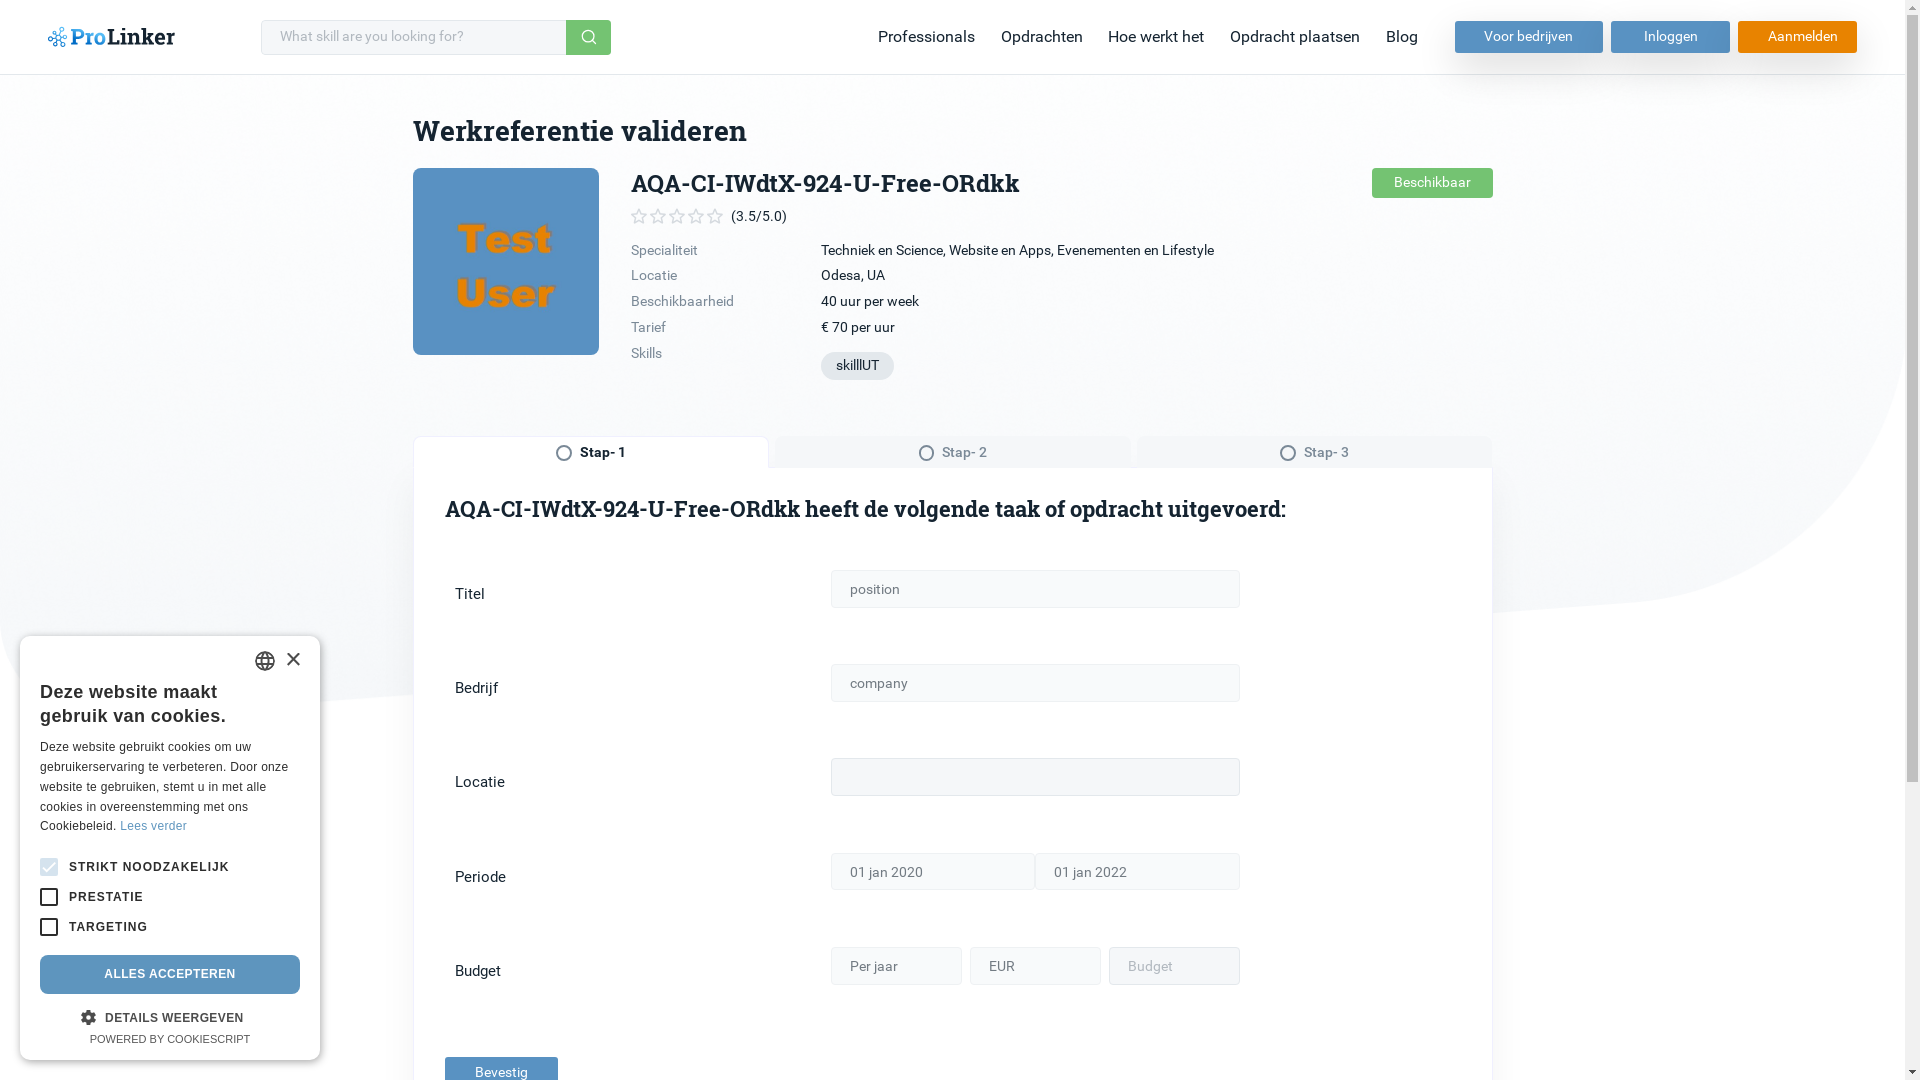 ProLinker
What skill are you looking for?
Professionals
Opdrachten
Hoe werkt het
Opdracht plaatsen
Blog
Voor bedrijven
Inloggen
Aanmelden
Werkreferentie valideren
Test
User
AQA-CI-IWdtX-924-U-Free-ORdkk
Beschikbaar
(3.5/5.0)
Specialiteit Techniek en Science, Website en Apps, Evenementen en Lifestyle
Locatie Odesa, UA
Beschikbaarheid 40 uur per week
Tarief € 70 per uur
Skills skilllUT
Stap- 1
Stap- 2
Stap- 3
AQA-CI-IWdtX-924-U-Free-ORdkk heeft de volgende taak of opdracht uitgevoerd:
Titel position
Bedrijf company
Locatie
Periode 01 jan 2020 01 jan 2022
Budget Per jaar EUR Budget
Bevestig
×
Deze website maakt
gebruik van cookies.
Deze website gebruikt cookies om uw
gebruikerservaring te verbeteren. Door onze
website te gebruiken, stemt u in met alle
cookies in overeenstemming met ons
Cookiebeleid. Lees verder
STRIKT NOODZAKELIJK
PRESTATIE
TARGETING
ALLES ACCEPTEREN
DETAILS WEERGEVEN
POWERED BY COOKIESCRIPT